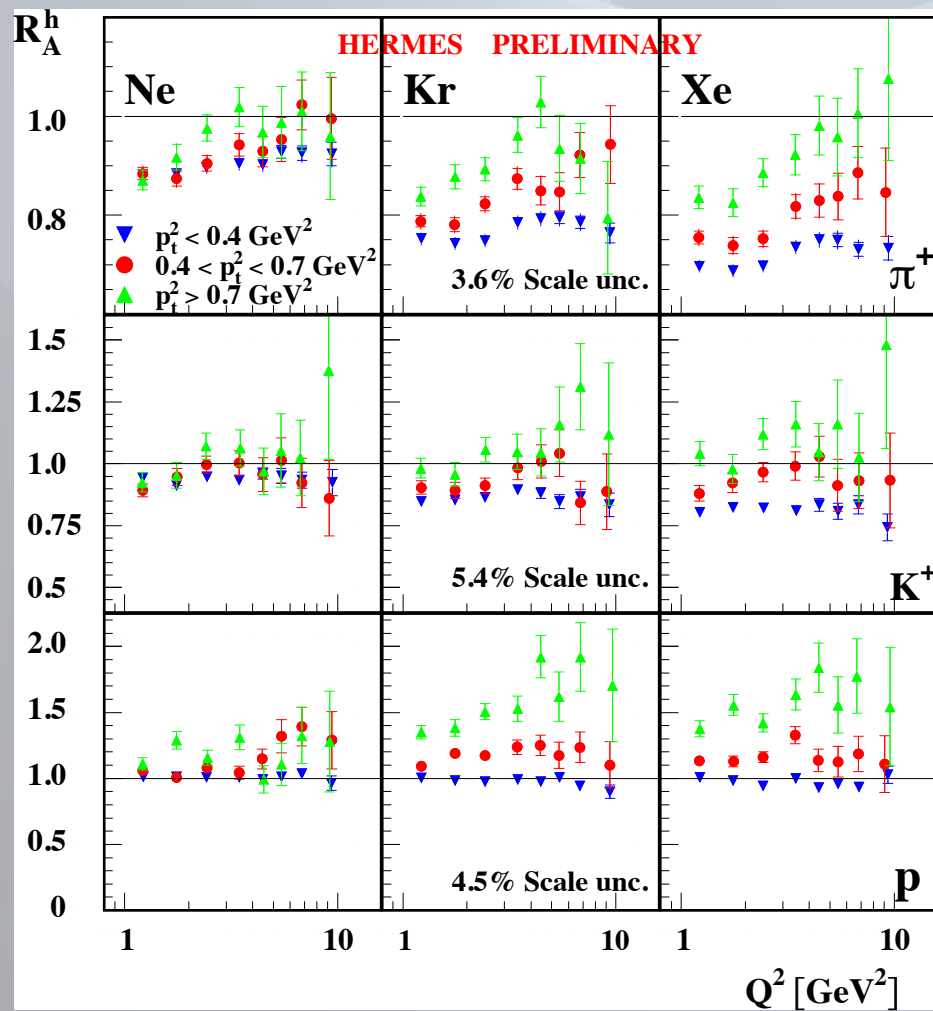 R_A^h
HERMES PRELIMINARY
Ne Kr Xe
1.0
0.8
p_t^2 < 0.4 GeV^2
0.4 < p_t^2 < 0.7 GeV^2
p_t^2 > 0.7 GeV^2
3.6% Scale unc.
π^+
1.5
1.25
1.0
0.75
0.5
5.4% Scale unc.
K^+
2.0
1.5
1.0
0.5
0
4.5% Scale unc.
p
1 10 1 10 1 10
Q^2 [GeV^2]